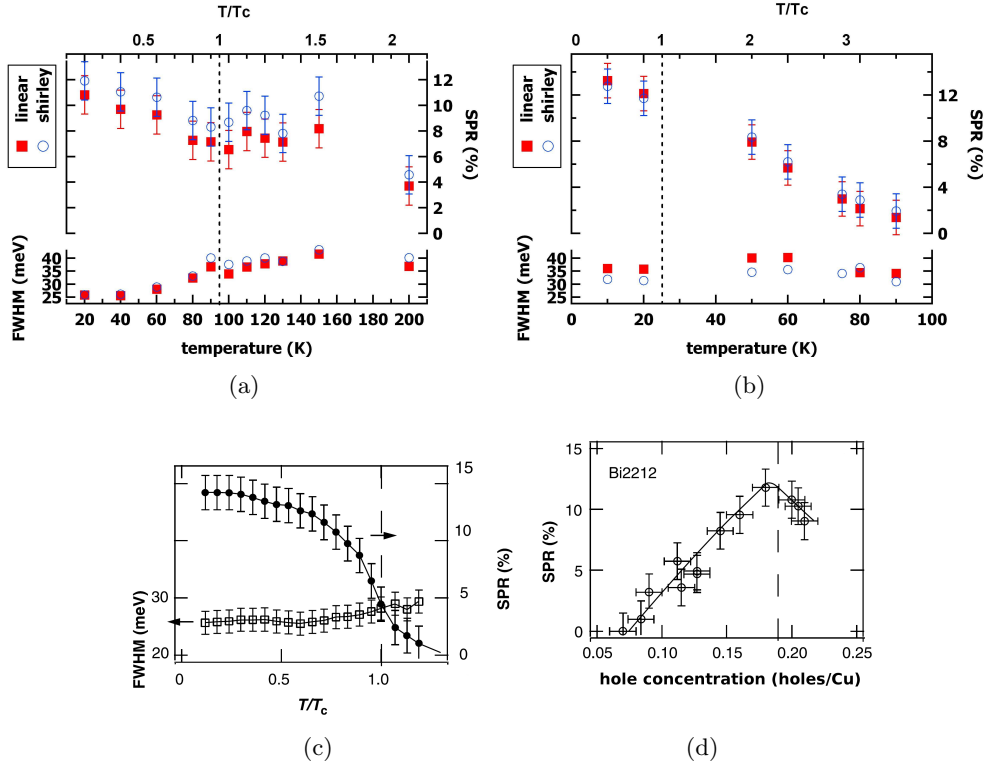 T/Tc
0.5 1 1.5 2
linear
shirley
12
10
8
6
4
2
0
SPR (%)
FWHM (meV)
40
35
30
25
20 40 60 80 100 120 140 160 180 200
temperature (K)
(a)
T/Tc
0 1 2 3
linear
shirley
12
8
4
0
SPR (%)
FWHM (meV)
40
35
30
25
0 20 40 60 80 100
temperature (K)
(b)
15
10
5
0
SPR (%)
30
20
FWHM (meV)
0 0.5 1.0
T/Tc
(c)
Bi2212
15
10
5
0
SPR (%)
0.05 0.10 0.15 0.20 0.25
hole concentration (holes/Cu)
(d)